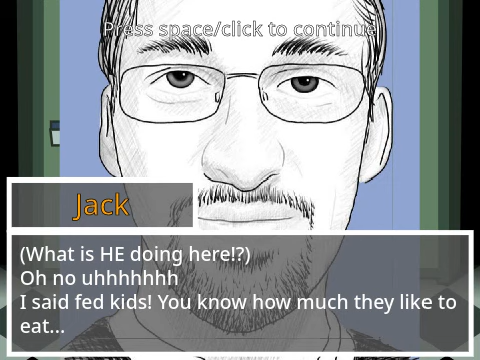 Press space/click to continue
Jack
(What is HE doing here!?)
Oh no uhhhhhhh
I said fed kids! You know how much they like to
eat...